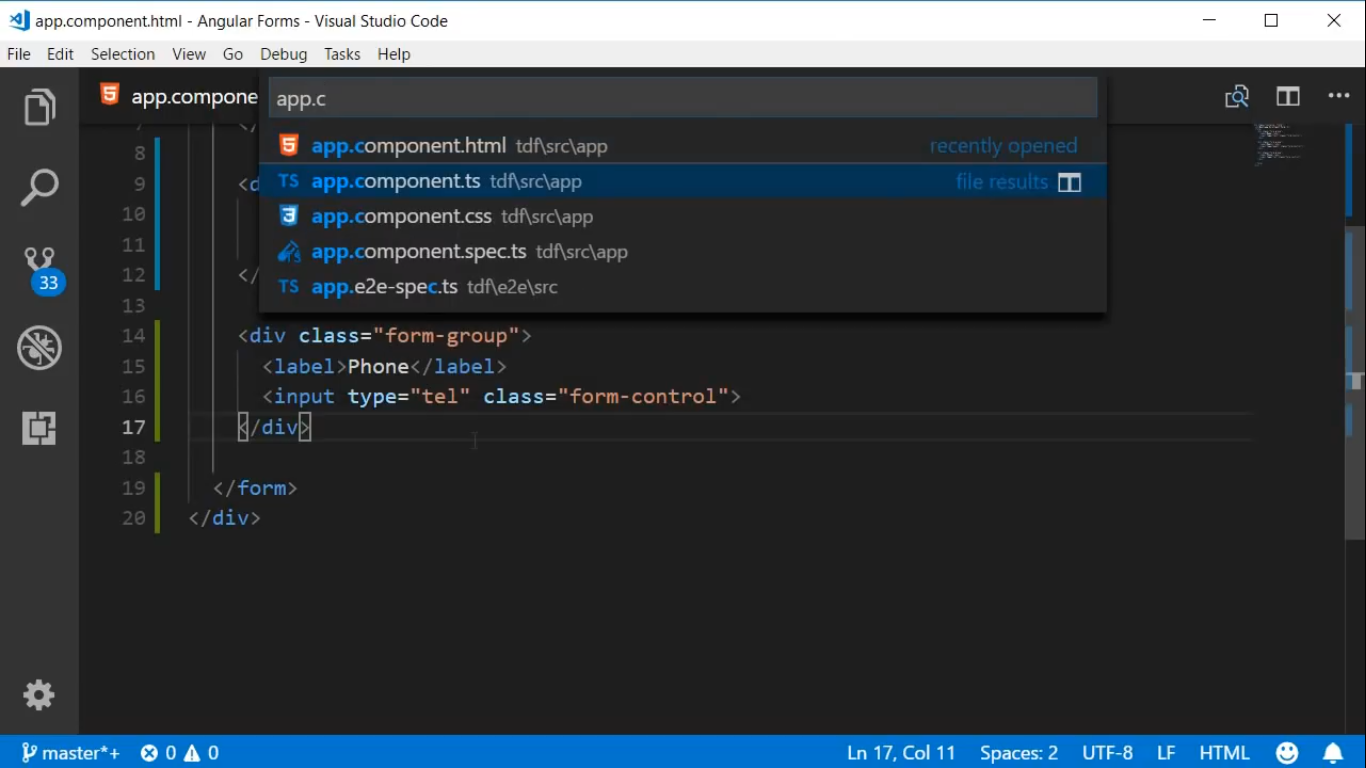 app.component.html - Angular Forms - Visual Studio Code
File Edit Selection View Go Debug Tasks Help
app.compone
app.c
app.component.html tdf\src\app recently opened
app.component.ts tdf\src\app file results
app.component.css tdf\src\app
app.component.spec.ts tdf\src\app
app.e2e-spec.ts tdf\e2e\src
8
9 <d
10
11
12 </
13
14 <div class="form-group">
15 <label>Phone</label>
16 <input type="tel" class="form-control">
17 </div>
18
19 </form>
20 </div>
33
master*+ 0 0 Ln 17, Col 11 Spaces: 2 UTF-8 LF HTML